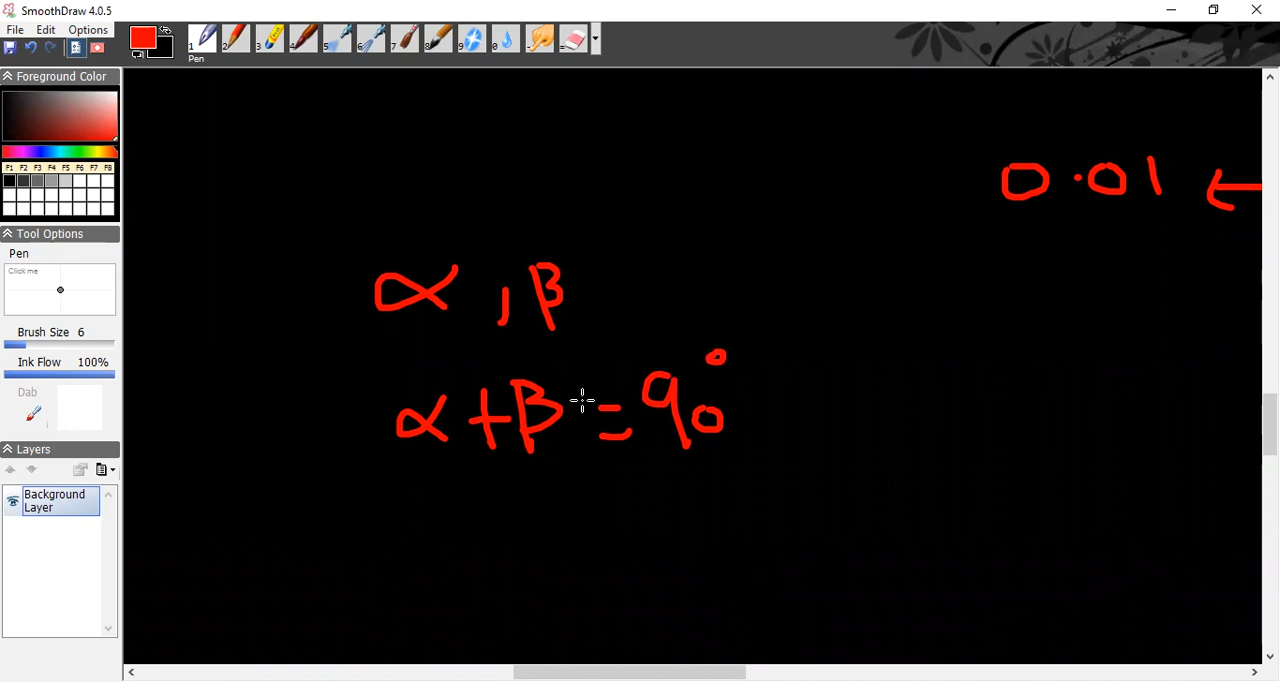 SmoothDraw 4.0.5
File Edit Options
1 2 3 4 5 6 7 8 9 0 - =
Pen
Foreground Color
F1 F2 F3 F4 F5 F6 F7 F8
Tool Options
Pen
Click me
Brush Size 6
Ink Flow 100%
Dab
Layers
Background Layer
0.01 ←
α , β
α + β = 90°